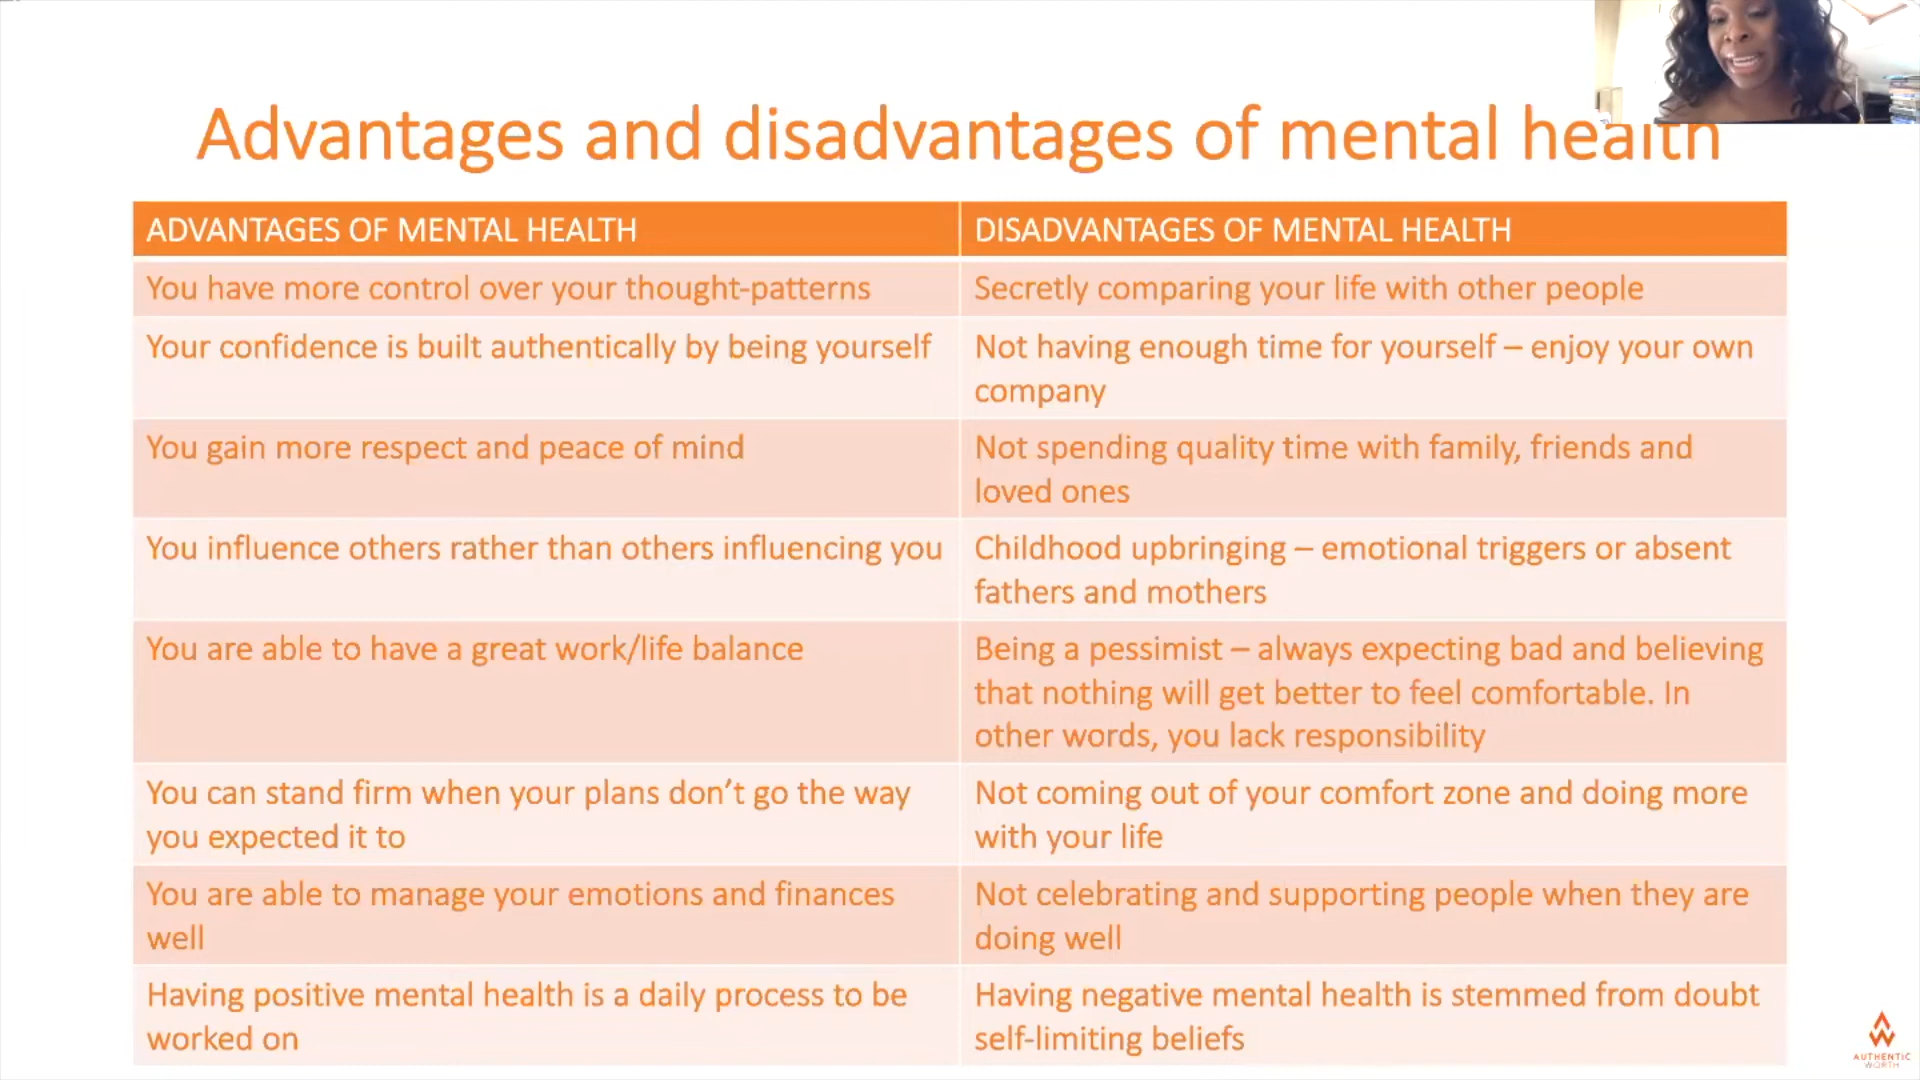 Advantages and disadvantages of mental health
ADVANTAGES OF MENTAL HEALTH
DISADVANTAGES OF MENTAL HEALTH
You have more control over your thought-patterns
Secretly comparing your life with other people
Your confidence is built authentically by being yourself
Not having enough time for yourself – enjoy your own
company
You gain more respect and peace of mind
Not spending quality time with family, friends and
loved ones
You influence others rather than others influencing you
Childhood upbringing – emotional triggers or absent
fathers and mothers
You are able to have a great work/life balance
Being a pessimist – always expecting bad and believing
that nothing will get better to feel comfortable. In
other words, you lack responsibility
You can stand firm when your plans don’t go the way
you expected it to
Not coming out of your comfort zone and doing more
with your life
You are able to manage your emotions and finances
well
Not celebrating and supporting people when they are
doing well
Having positive mental health is a daily process to be
worked on
Having negative mental health is stemmed from doubt
self-limiting beliefs
AUTHENTIC
WORTH